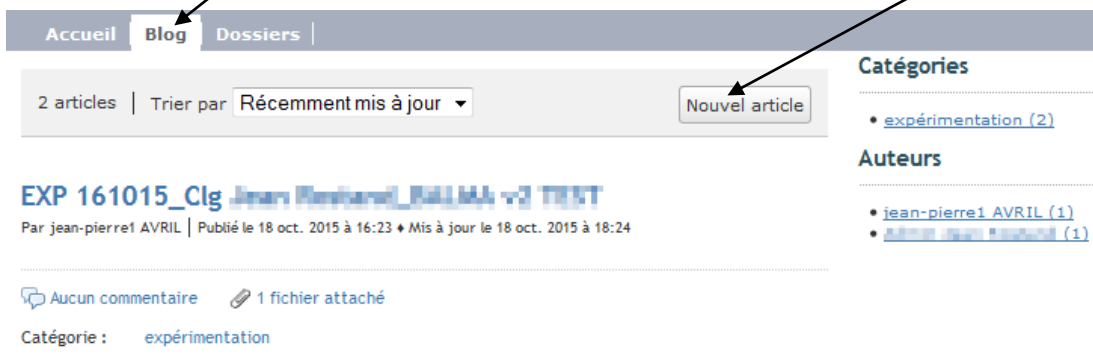 Accueil Blog Dossiers
2 articles | Trier par Récemment mis à jour
Nouvel article
EXP 161015_Clg
Par jean-pierre1 AVRIL | Publié le 18 oct. 2015 à 16:23 ♦ Mis à jour le 18 oct. 2015 à 18:24
Aucun commentaire 1 fichier attaché
Catégorie : expérimentation
Catégories
• expérimentation (2)
Auteurs
• jean-pierre1 AVRIL (1)
• (1)